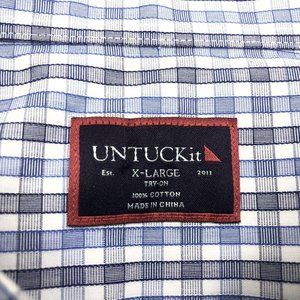 UNTUCKit
Est. X-LARGE 2011
TRY-ON
100% COTTON
MADE IN CHINA